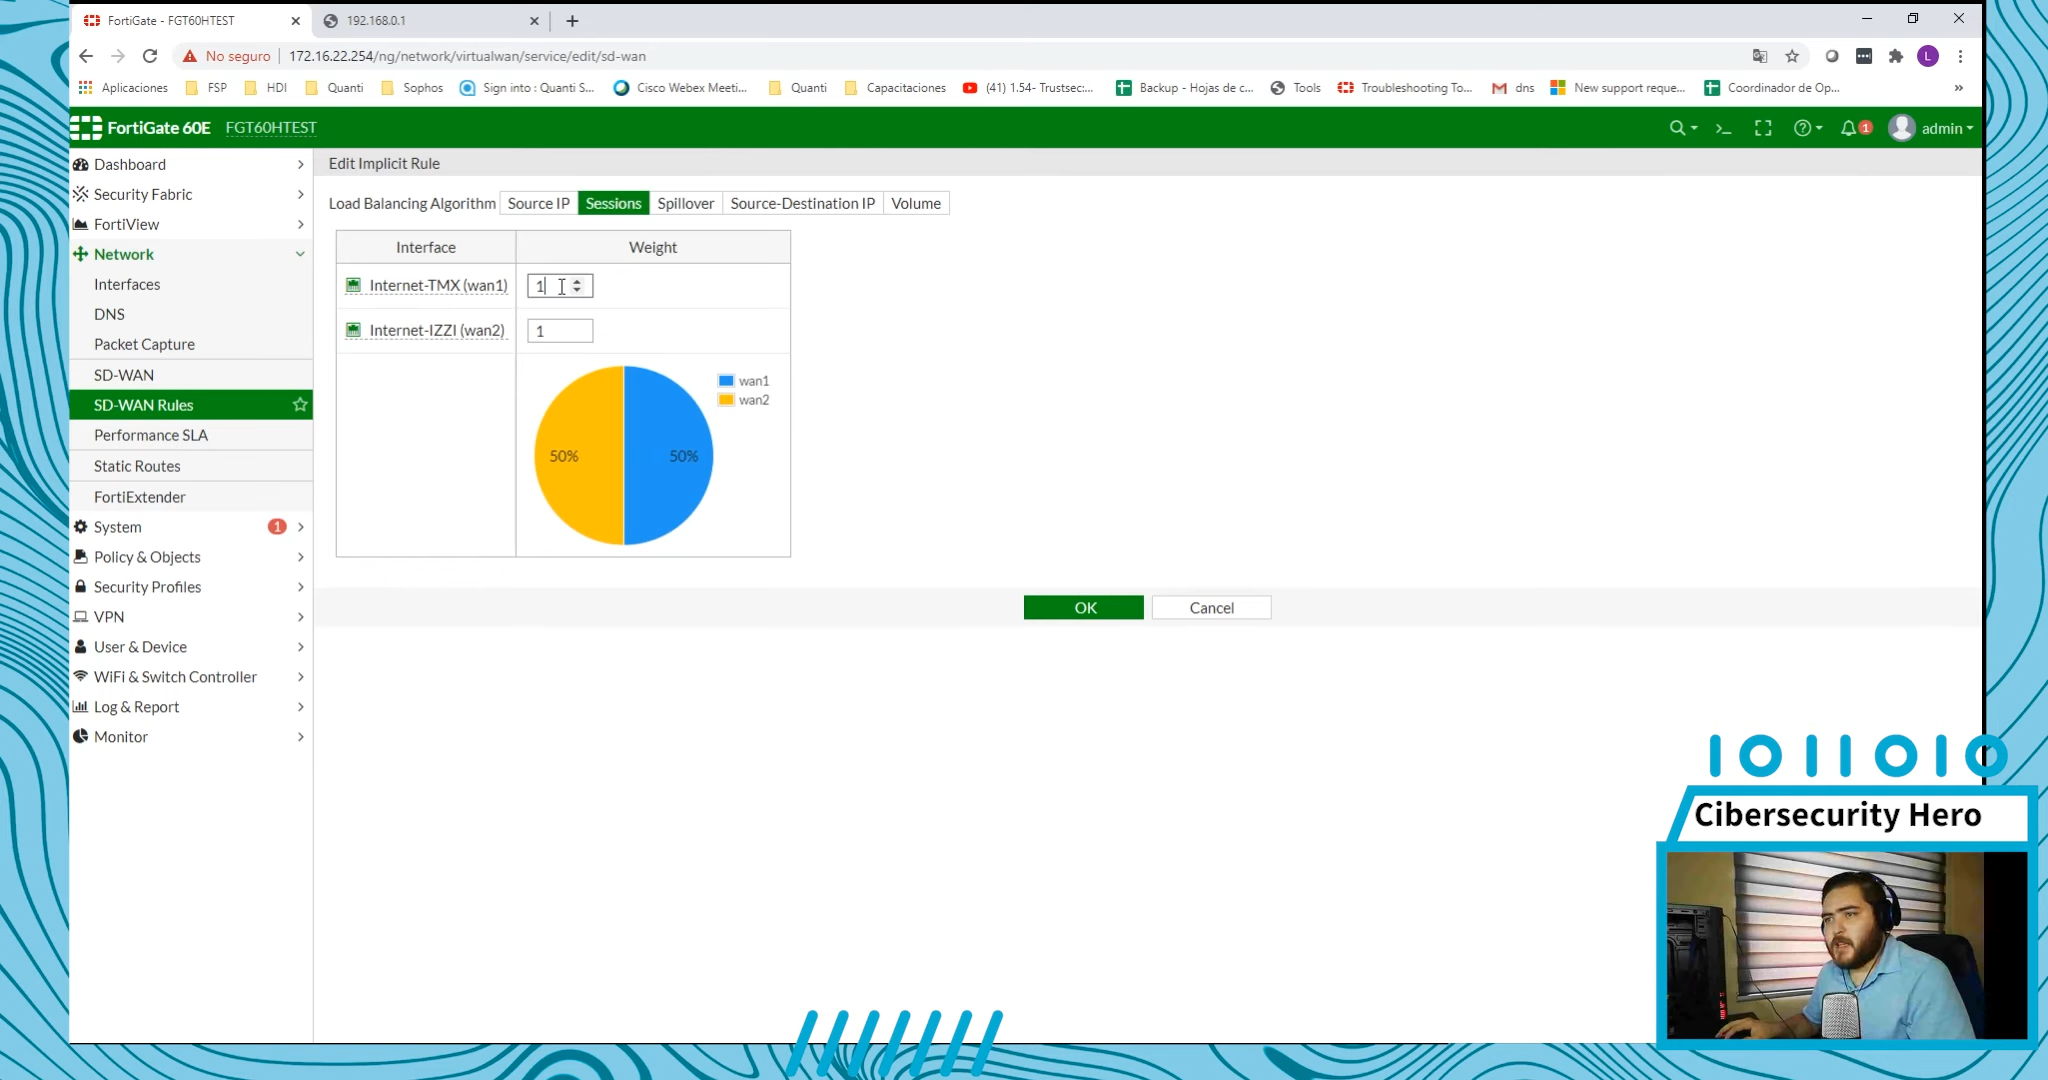 FortiGate - FGT60HTEST
192.168.0.1
No seguro
172.16.22.254/ng/network/virtualwan/service/edit/sd-wan
L
Aplicaciones
FSP
HDI
Quanti
Sophos
Sign into : Quanti S...
Cisco Webex Meeti...
Quanti
Capacitaciones
(41) 1.54- Trustsec:...
Backup - Hojas de c...
Tools
Troubleshooting To...
dns
New support reque...
Coordinador de Op...
»
FortiGate 60E
FGT60HTEST
1
admin
Dashboard
Security Fabric
FortiView
Network
Interfaces
DNS
Packet Capture
SD-WAN
SD-WAN Rules
Performance SLA
Static Routes
FortiExtender
System
1
Policy & Objects
Security Profiles
VPN
User & Device
WiFi & Switch Controller
Log & Report
Monitor
Edit Implicit Rule
Load Balancing Algorithm
Source IP
Sessions
Spillover
Source-Destination IP
Volume
Interface
Weight
Internet-TMX (wan1)
1
Internet-IZZI (wan2)
1
wan1
wan2
50%
50%
OK
Cancel
1011010
Cibersecurity Hero